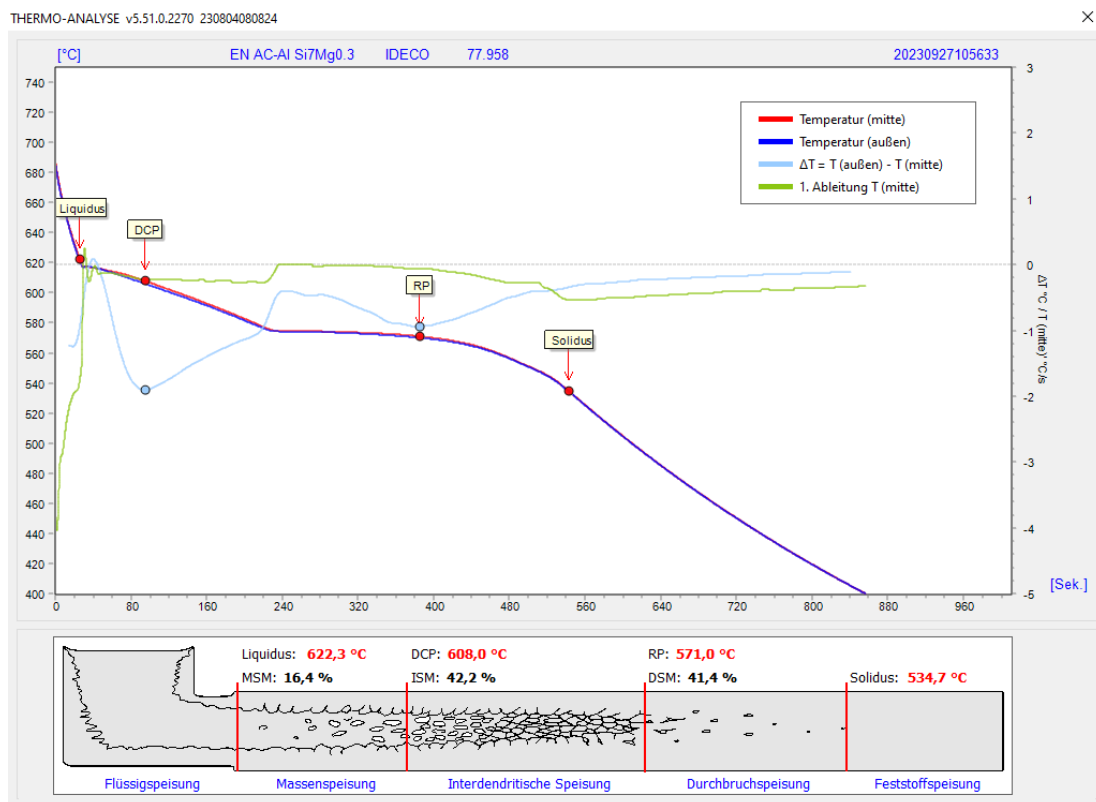 THERMO-ANALYSE v5.51.0.2270 230804080824
[°C] EN AC-Al Si7Mg0.3 IDECO 77.958 20230927105633
740
720
700
680
660
640
620
600
580
560
540
520
500
480
460
440
420
400
3
2
1
0
-1
-2
-3
-4
-5
Temperatur (mitte)
Temperatur (außen)
ΔT = T (außen) - T (mitte)
1. Ableitung T (mitte)
Liquidus
DCP
RP
Solidus
ΔT °C / T (mitte)' °C/s
[Sek.]
0 80 160 240 320 400 480 560 640 720 800 880 960
Liquidus: 622,3 °C DCP: 608,0 °C RP: 571,0 °C
MSM: 16,4 % ISM: 42,2 % DSM: 41,4 % Solidus: 534,7 °C
Flüssigspeisung Massenspeisung Interdendritische Speisung Durchbruchspeisung Feststoffspeisung